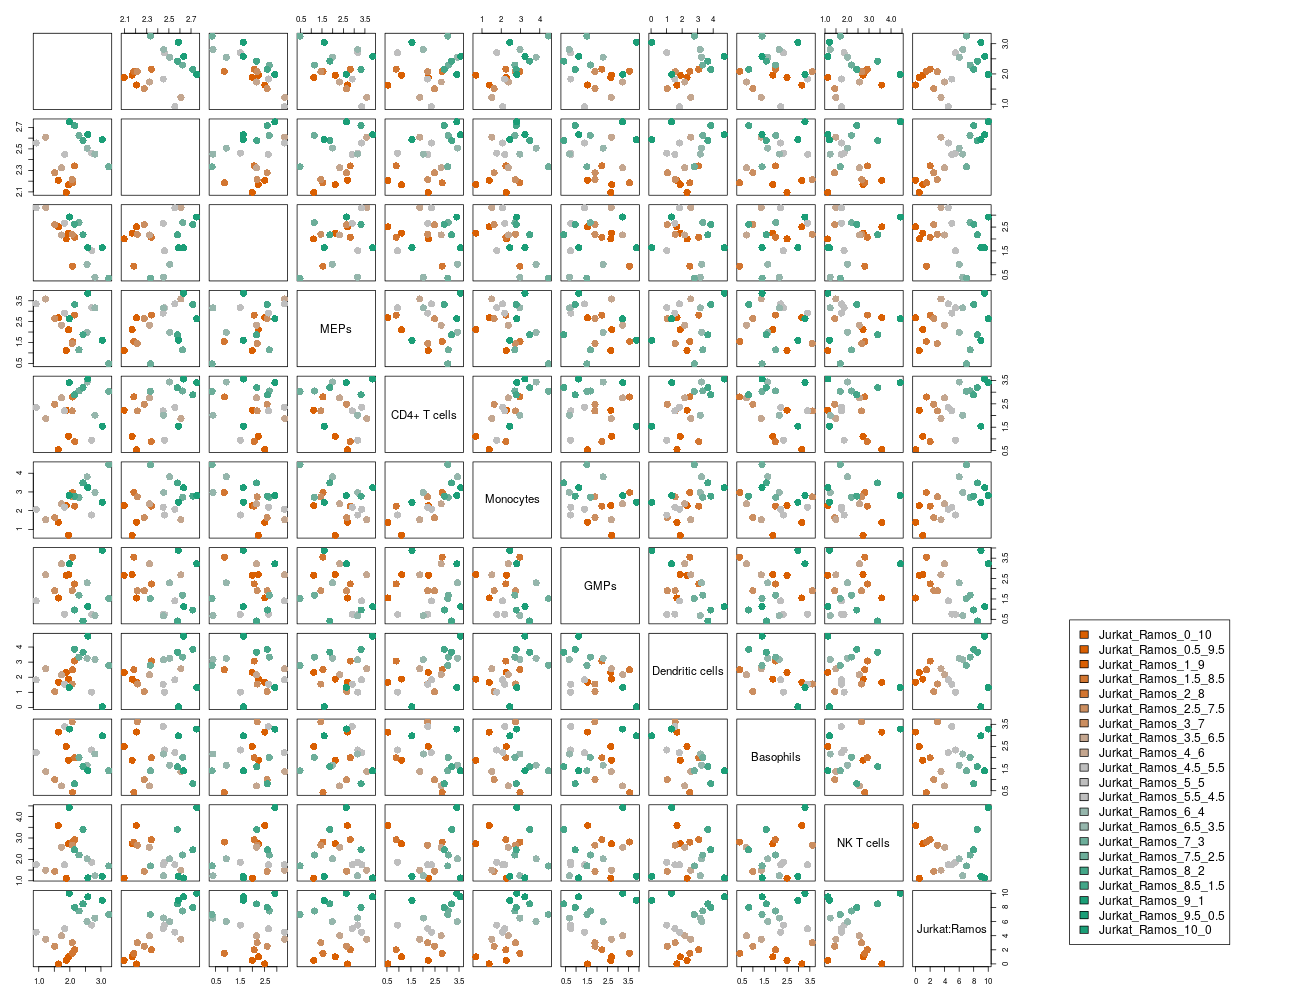 2.1 2.3 2.5 2.7 0.5 1.5 2.5 3.5 1 2 3 4 0 1 2 3 4 1.0 2.0 3.0 4.0
1.0 2.0 3.0
2.1 2.3 2.5 2.7
0.5 1.5 2.5
0.5 1.5 2.5 3.5
MEPs
CD4+ T cells
0.5 1.5 2.5 3.5
1 2 3 4
Monocytes
GMPs
0.5 1.5 2.5 3.5
0 1 2 3 4
Dendritic cells
Basophils
0.5 1.5 2.5 3.5
1.0 2.0 3.0 4.0
NK T cells
Jurkat:Ramos
0 2 4 6 8 10
1.0 2.0 3.0 0.5 1.5 2.5 0.5 1.5 2.5 3.5 0.5 1.5 2.5 3.5 0.5 1.5 2.5 3.5 0 2 4 6 8 10
Jurkat_Ramos_0_10
Jurkat_Ramos_0.5_9.5
Jurkat_Ramos_1_9
Jurkat_Ramos_1.5_8.5
Jurkat_Ramos_2_8
Jurkat_Ramos_2.5_7.5
Jurkat_Ramos_3_7
Jurkat_Ramos_3.5_6.5
Jurkat_Ramos_4_6
Jurkat_Ramos_4.5_5.5
Jurkat_Ramos_5_5
Jurkat_Ramos_5.5_4.5
Jurkat_Ramos_6_4
Jurkat_Ramos_6.5_3.5
Jurkat_Ramos_7_3
Jurkat_Ramos_7.5_2.5
Jurkat_Ramos_8_2
Jurkat_Ramos_8.5_1.5
Jurkat_Ramos_9_1
Jurkat_Ramos_9.5_0.5
Jurkat_Ramos_10_0